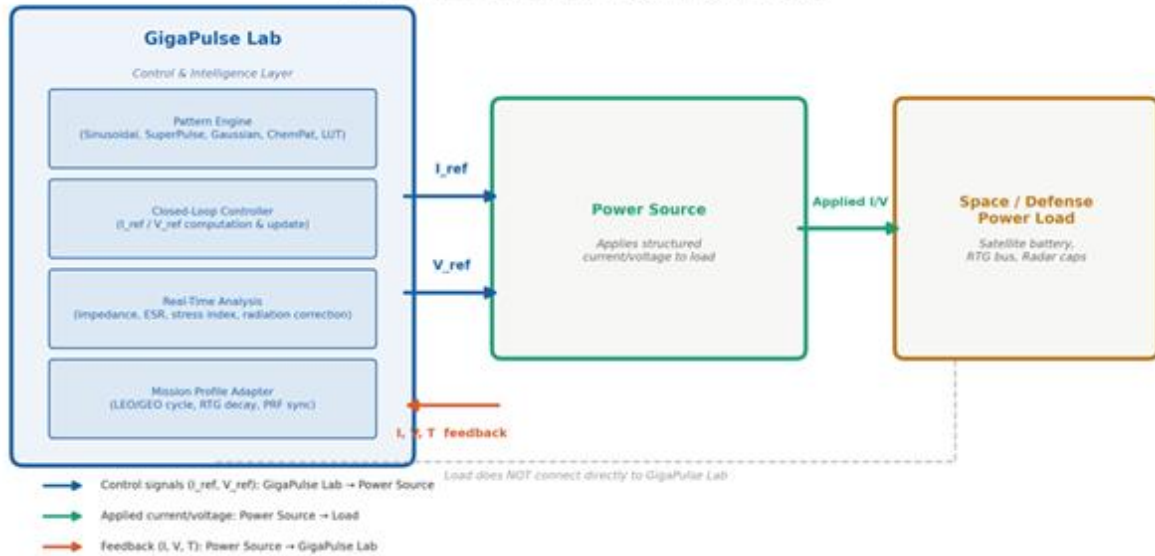 GigaPulse Lab
Control & Intelligence Layer
Pattern Engine
(Sinusoidal, SuperPulse, Gaussian, ChemPat, LUT)
Closed-Loop Controller
(I_ref / V_ref computation & update)
Real-Time Analysis
(Impedance, ESR, stress index, radiation correction)
Mission Profile Adapter
(LEO/GEO cycle, RTG decay, PRF sync)
I_ref
V_ref
I, V, T feedback
Power Source
Applies structured
current/voltage to load
Applied I/V
Space / Defense
Power Load
Satellite battery,
RTG bus, Radar caps
Load does NOT connect directly to GigaPulse Lab
Control signals (I_ref, V_ref): GigaPulse Lab → Power Source
Applied current/voltage: Power Source → Load
Feedback (I, V, T): Power Source → GigaPulse Lab